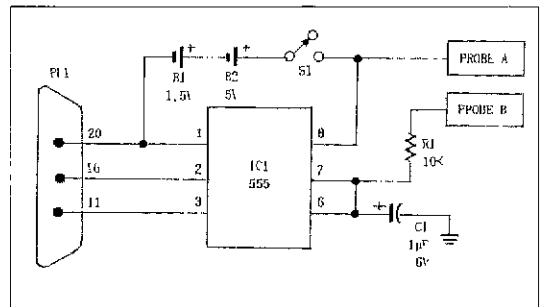 PL1
B1
1.5V
B2
5V
S1
PROBE A
PROBE B
20
1
8
R1
10K
16
2
IC1
555
7
11
3
6
C1
1µF
6V